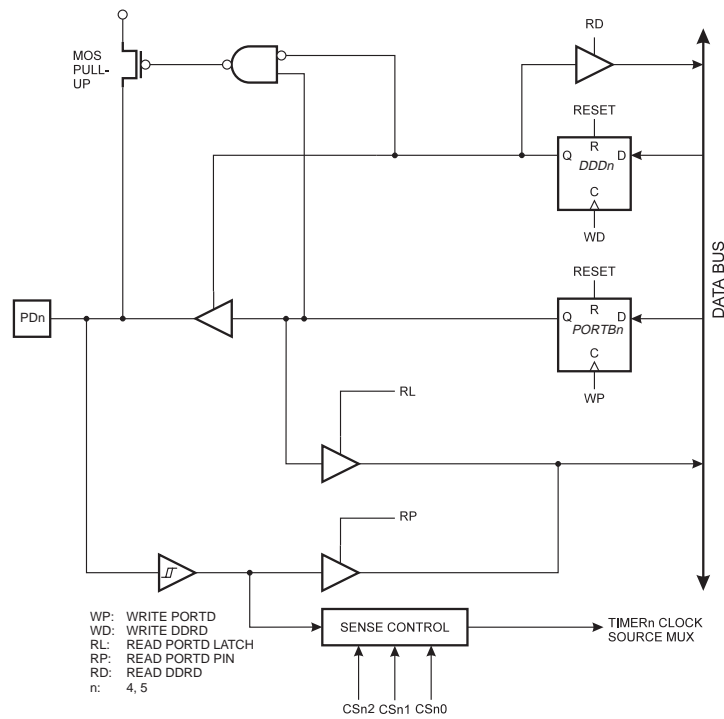 MOS
PULL-
UP
RD
RESET
R
Q
D
DDDn
C
WD
DATA BUS
RESET
PDn
R
Q
D
PORTBn
C
WP
RL
RP
WP: WRITE PORTD
WD: WRITE DDRD
RL: READ PORTD LATCH
RP: READ PORTD PIN
RD: READ DDRD
n: 4, 5
SENSE CONTROL
TIMERn CLOCK
SOURCE MUX
CSn2 CSn1 CSn0